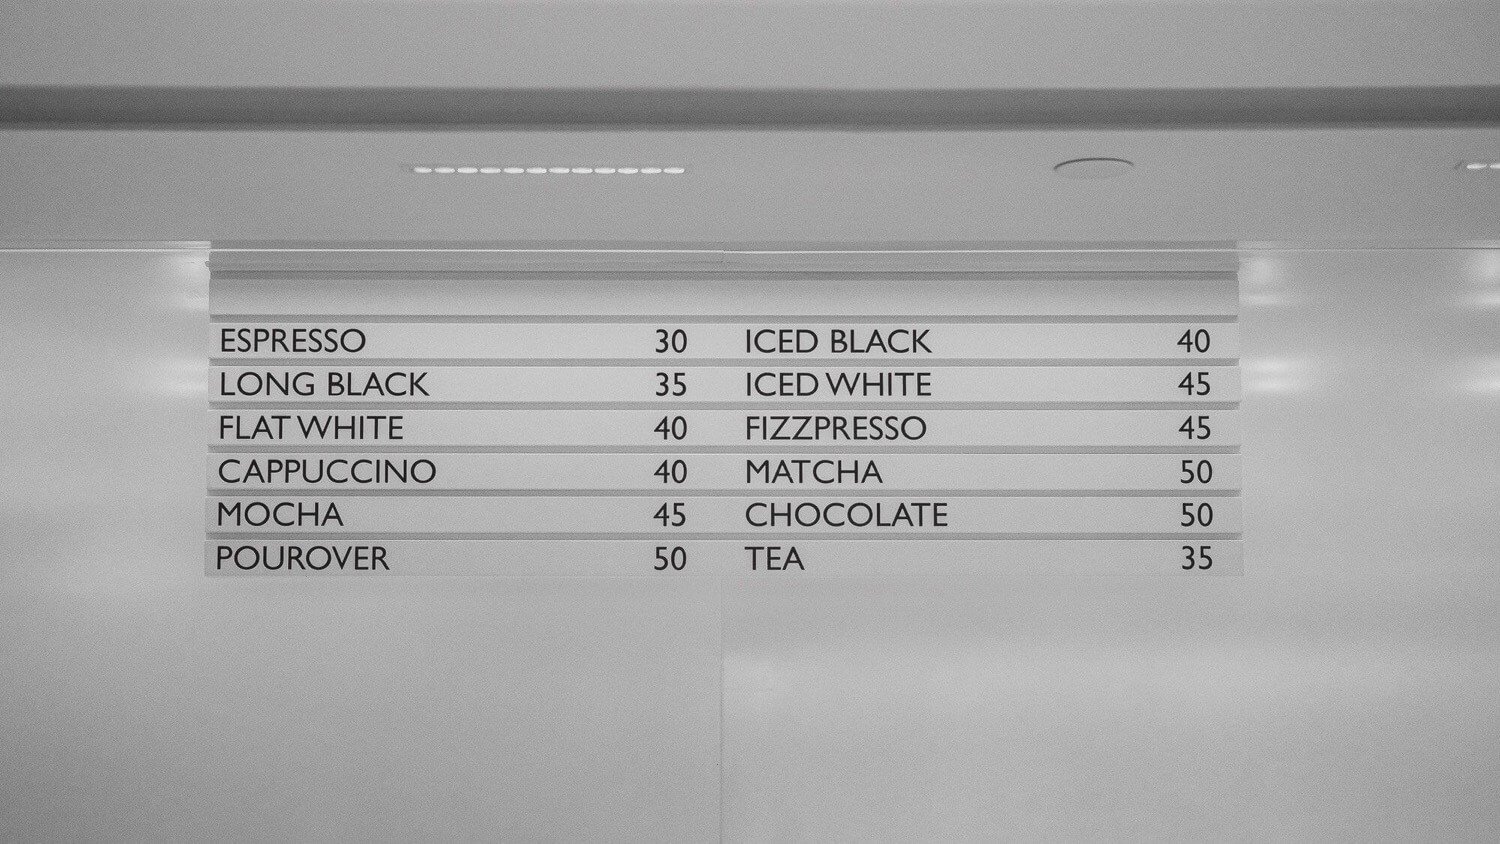 ESPRESSO 30 ICED BLACK 40
LONG BLACK 35 ICED WHITE 45
FLAT WHITE 40 FIZZPRESSO 45
CAPPUCCINO 40 MATCHA 50
MOCHA 45 CHOCOLATE 50
POUROVER 50 TEA 35